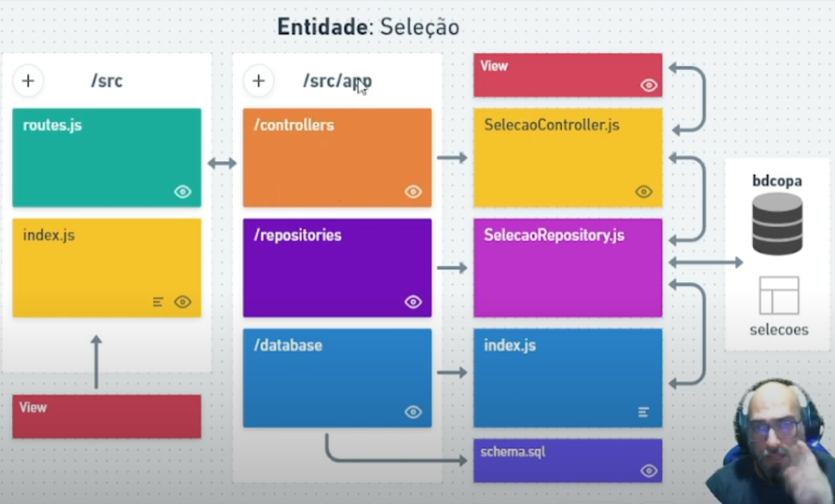 Entidade: Seleção
/src
routes.js
index.js
View
/src/app
/controllers
/repositories
/database
View
SelecaoController.js
SelecaoRepository.js
index.js
schema.sql
bdcopa
selecoes